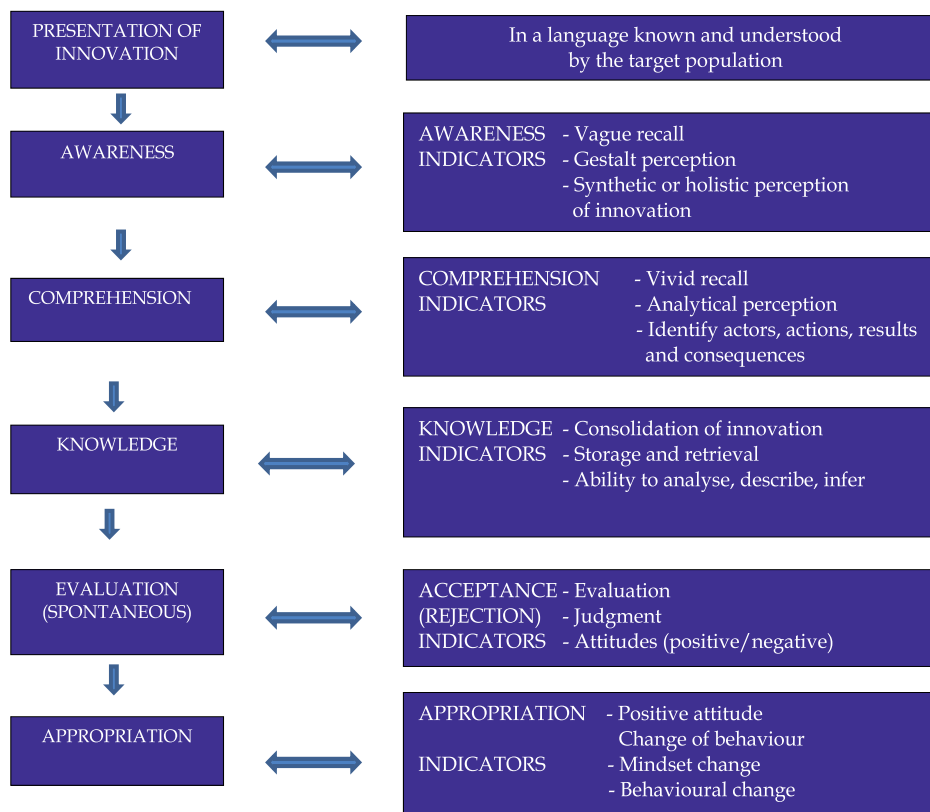 PRESENTATION OF
INNOVATION
In a language known and understood
by the target population
AWARENESS
AWARENESS - Vague recall
INDICATORS - Gestalt perception
- Synthetic or holistic perception
of innovation
COMPREHENSION
COMPREHENSION - Vivid recall
INDICATORS - Analytical perception
- Identify actors, actions, results
and consequences
KNOWLEDGE
KNOWLEDGE - Consolidation of innovation
INDICATORS - Storage and retrieval
- Ability to analyse, describe, infer
EVALUATION
(SPONTANEOUS)
ACCEPTANCE - Evaluation
(REJECTION) - Judgment
INDICATORS - Attitudes (positive/negative)
APPROPRIATION
APPROPRIATION - Positive attitude
Change of behaviour
INDICATORS - Mindset change
- Behavioural change